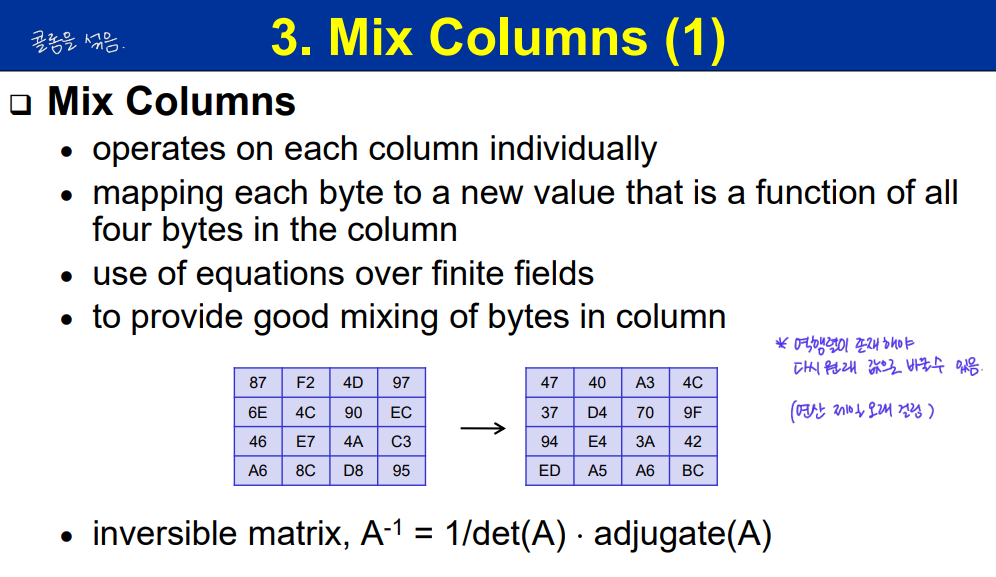 콜롬을 섞음.
3. Mix Columns (1)
❑ Mix Columns
• operates on each column individually
• mapping each byte to a new value that is a function of all
four bytes in the column
• use of equations over finite fields
• to provide good mixing of bytes in column
* 역행렬이 존재해야
다시 원래 값으로 바꿀수 있음.
(연산 제일 오래 걸림)
87 F2 4D 97
6E 4C 90 EC
46 E7 4A C3
A6 8C D8 95
→
47 40 A3 4C
37 D4 70 9F
94 E4 3A 42
ED A5 A6 BC
• inversible matrix, A⁻¹ = 1/det(A) · adjugate(A)